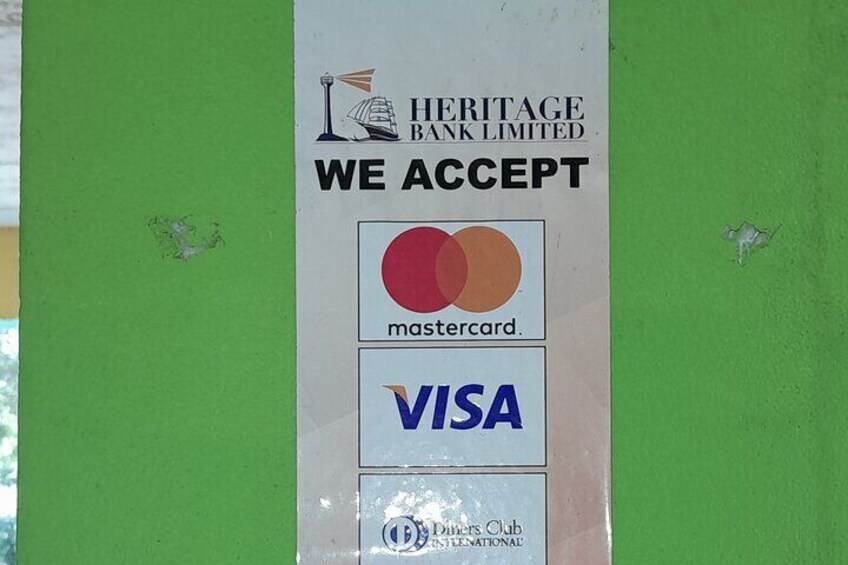 HERITAGE
BANK LIMITED
WE ACCEPT
mastercard.
VISA
Diners Club
INTERNATIONAL